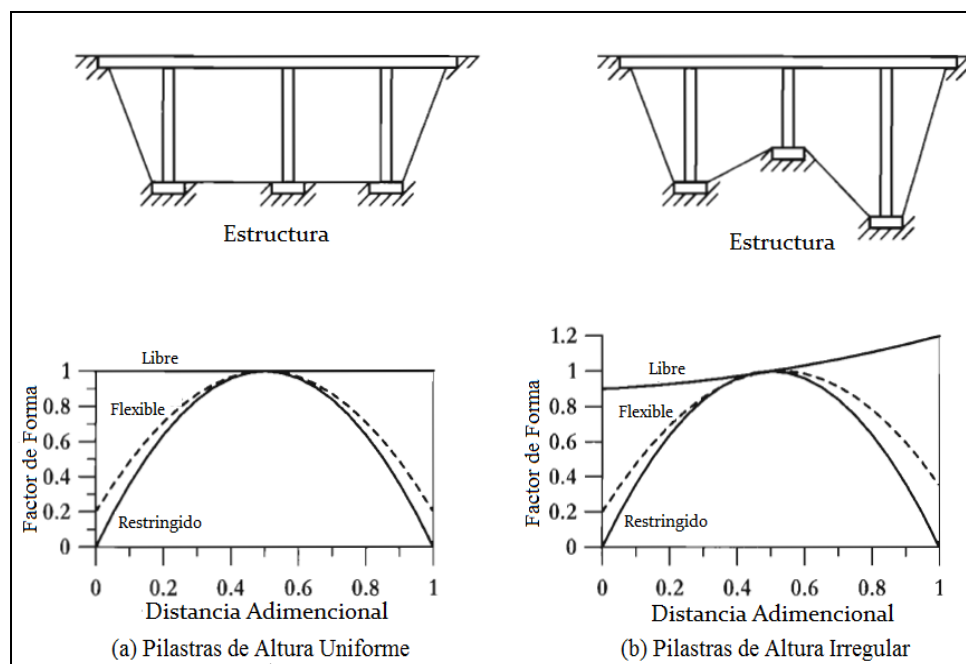 Estructura
Estructura
Factor de Forma
1
0.8
0.6
0.4
0.2
0
Libre
Flexible
Restringido
0
0.2
0.4
0.6
0.8
1
Distancia Adimencional
(a) Pilastras de Altura Uniforme
Factor de Forma
1.2
1
0.8
0.6
0.4
0.2
0
Libre
Flexible
Restringido
0
0.2
0.4
0.6
0.8
1
Distancia Adimencional
(b) Pilastras de Altura Irregular